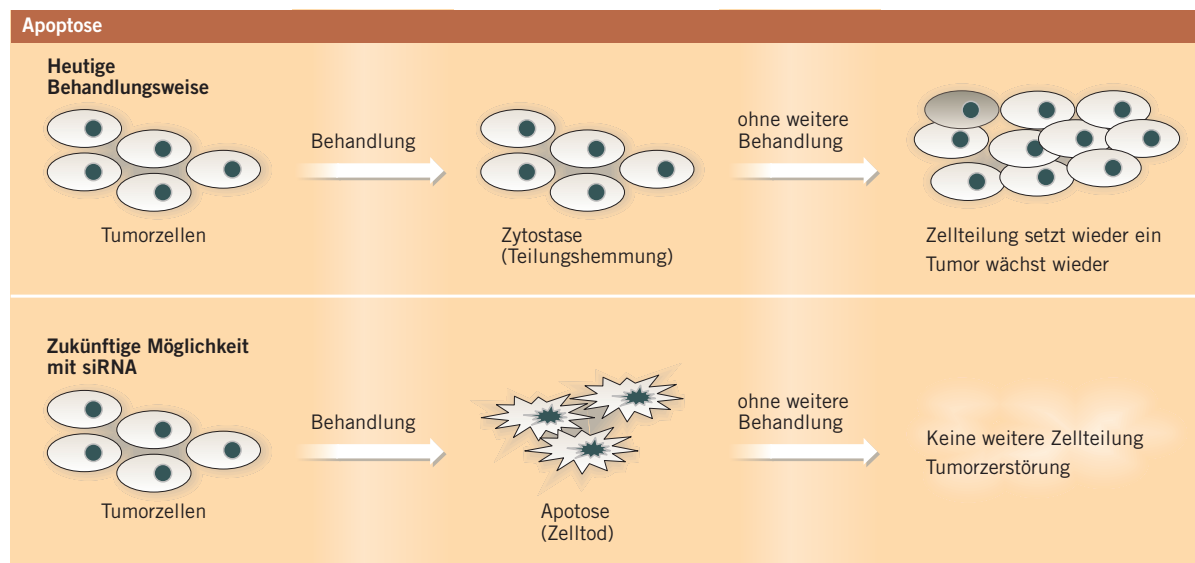 Apoptose
Heutige
Behandlungsweise
Behandlung
ohne weitere
Behandlung
Tumorzellen
Zytostase
(Teilungshemmung)
Zellteilung setzt wieder ein
Tumor wächst wieder
Zukünftige Möglichkeit
mit siRNA
Behandlung
ohne weitere
Behandlung
Keine weitere Zellteilung
Tumorzerstörung
Tumorzellen
Apotose
(Zelltod)